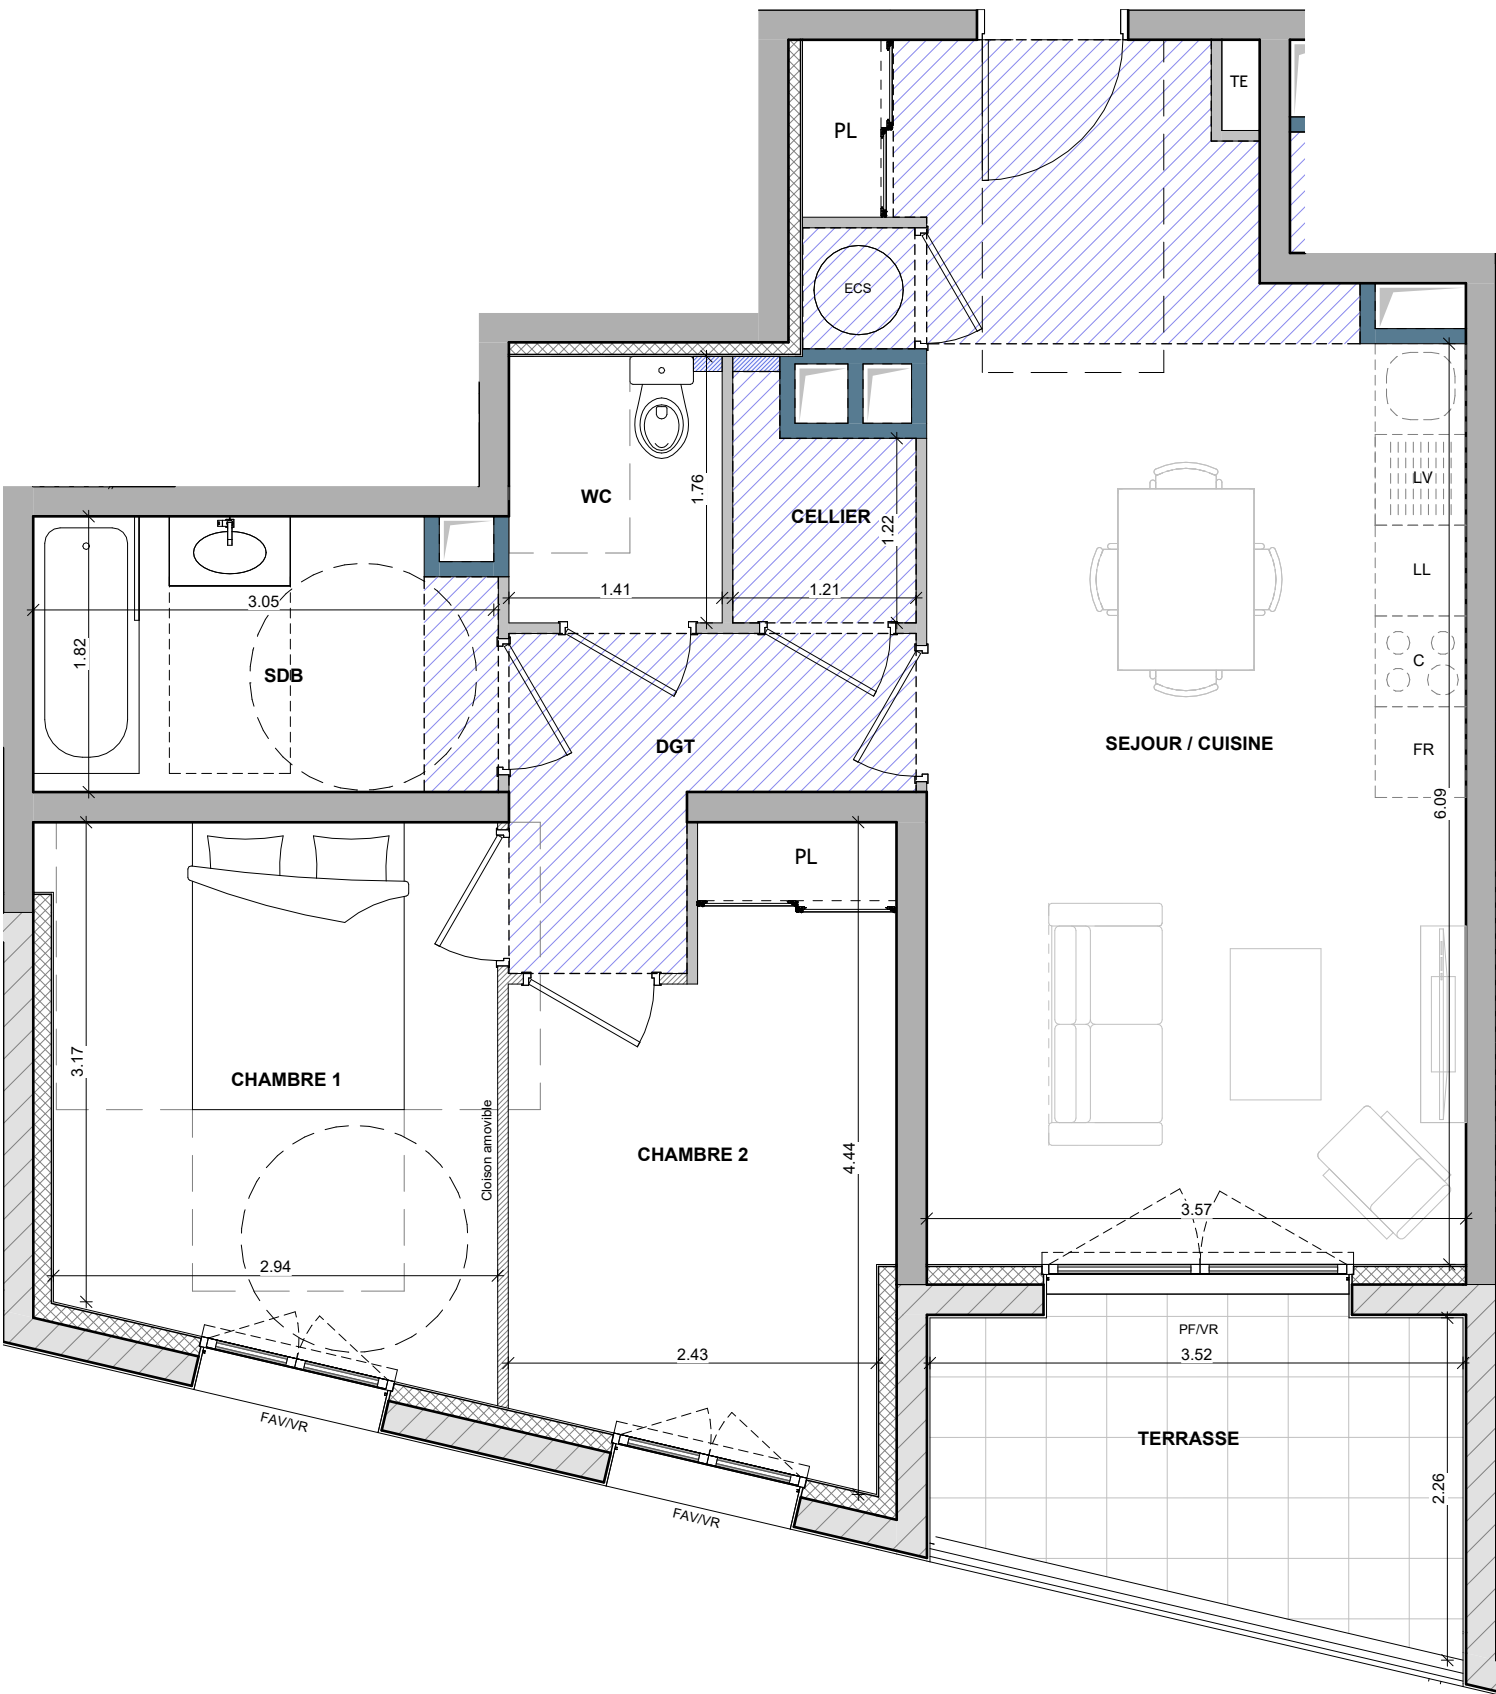 TE
PL
ECS
WC
1.76
CELLIER
1.22
LV
1.41
1.21
LL
3.05
1.82
SDB
C
DGT
SEJOUR / CUISINE
FR
6.09
PL
3.17
CHAMBRE 1
Cloison amovible
CHAMBRE 2
4.44
3.57
2.94
PF/VR
2.43
3.52
FAV/VR
TERRASSE
2.26
FAV/VR